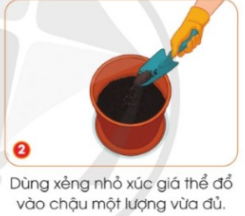 2
Dùng xẻng nhỏ xúc giá thể đổ
vào chậu một lượng vừa đủ.